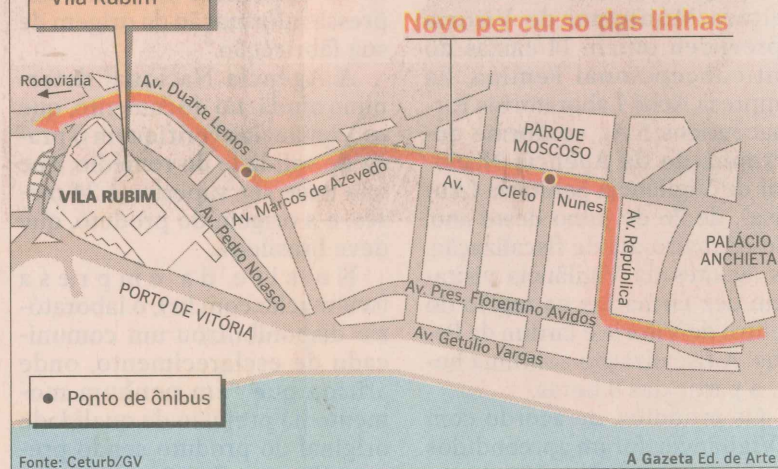 Vila Rubim
Novo percurso das linhas
Rodoviária
Av. Duarte Lemos
PARQUE
MOSCOSO
Av. Marcos de Azevedo
Av. Cleto Nunes
VILA RUBIM
Av. Pedro Nolasco
Av. República
PALÁCIO
ANCHIETA
PORTO DE VITÓRIA
Av. Pres. Florentino Avidos
Av. Getúlio Vargas
Ponto de ônibus
Fonte: Ceturb/GV
A Gazeta Ed. de Arte